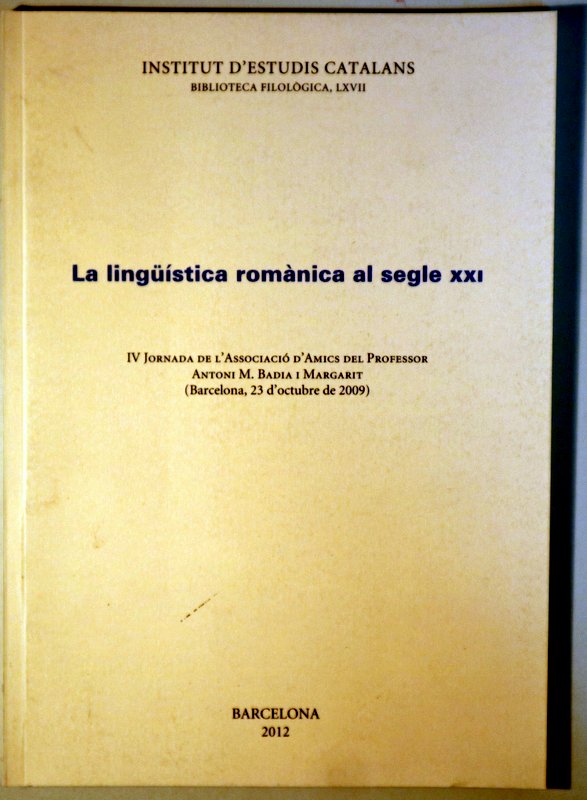 INSTITUT D'ESTUDIS CATALANS
BIBLIOTECA FILOLÒGICA, LXVII
La lingüística romànica al segle XXI
IV JORNADA DE L'ASSOCIACIÓ D'AMICS DEL PROFESSOR
ANTONI M. BADIA I MARGARIT
(Barcelona, 23 d'octubre de 2009)
BARCELONA
2012